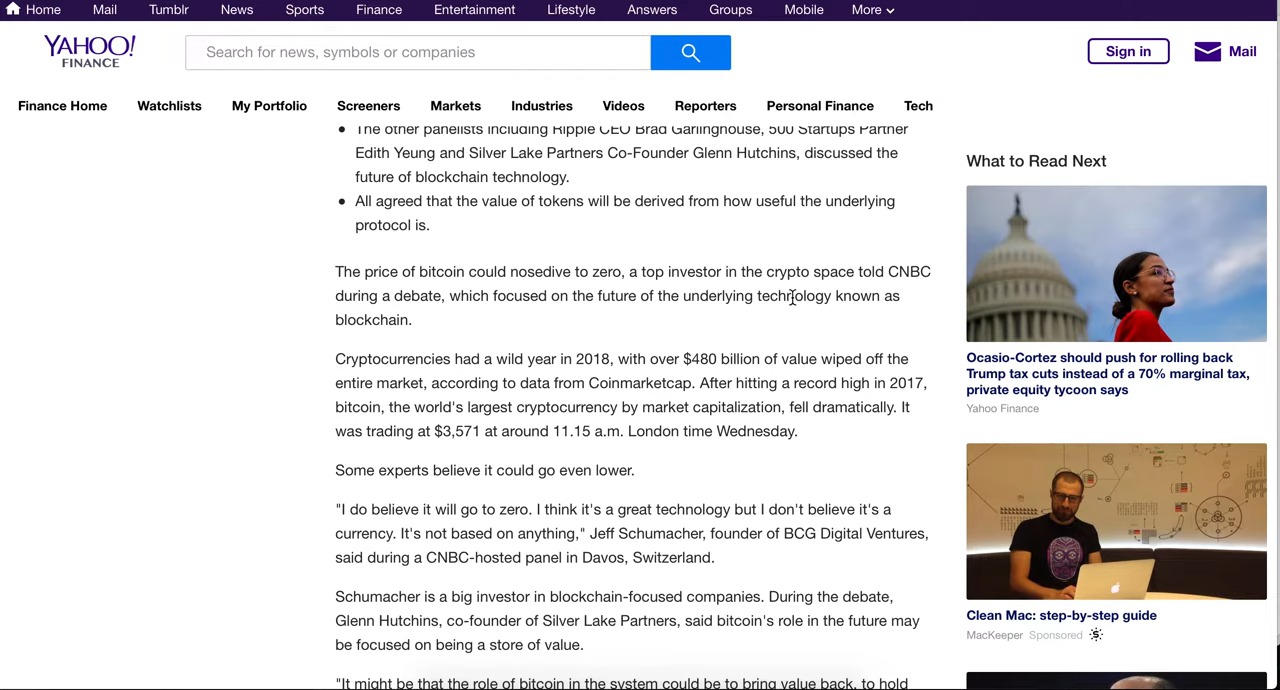 Home Mail Tumblr News Sports Finance Entertainment Lifestyle Answers Groups Mobile More
YAHOO!
FINANCE
Search for news, symbols or companies
Sign in
Mail
Finance Home Watchlists My Portfolio Screeners Markets Industries Videos Reporters Personal Finance Tech
• The other panelists including Ripple CEO Brad Garlinghouse, 500 Startups Partner
Edith Yeung and Silver Lake Partners Co-Founder Glenn Hutchins, discussed the
future of blockchain technology.
• All agreed that the value of tokens will be derived from how useful the underlying
protocol is.
The price of bitcoin could nosedive to zero, a top investor in the crypto space told CNBC
during a debate, which focused on the future of the underlying technology known as
blockchain.
Cryptocurrencies had a wild year in 2018, with over $480 billion of value wiped off the
entire market, according to data from Coinmarketcap. After hitting a record high in 2017,
bitcoin, the world's largest cryptocurrency by market capitalization, fell dramatically. It
was trading at $3,571 at around 11.15 a.m. London time Wednesday.
Some experts believe it could go even lower.
"I do believe it will go to zero. I think it's a great technology but I don't believe it's a
currency. It's not based on anything," Jeff Schumacher, founder of BCG Digital Ventures,
said during a CNBC-hosted panel in Davos, Switzerland.
Schumacher is a big investor in blockchain-focused companies. During the debate,
Glenn Hutchins, co-founder of Silver Lake Partners, said bitcoin's role in the future may
be focused on being a store of value.
"It might be that the role of bitcoin in the system could be to bring value back, to hold
What to Read Next
Ocasio-Cortez should push for rolling back
Trump tax cuts instead of a 70% marginal tax,
private equity tycoon says
Yahoo Finance
Clean Mac: step-by-step guide
MacKeeper Sponsored